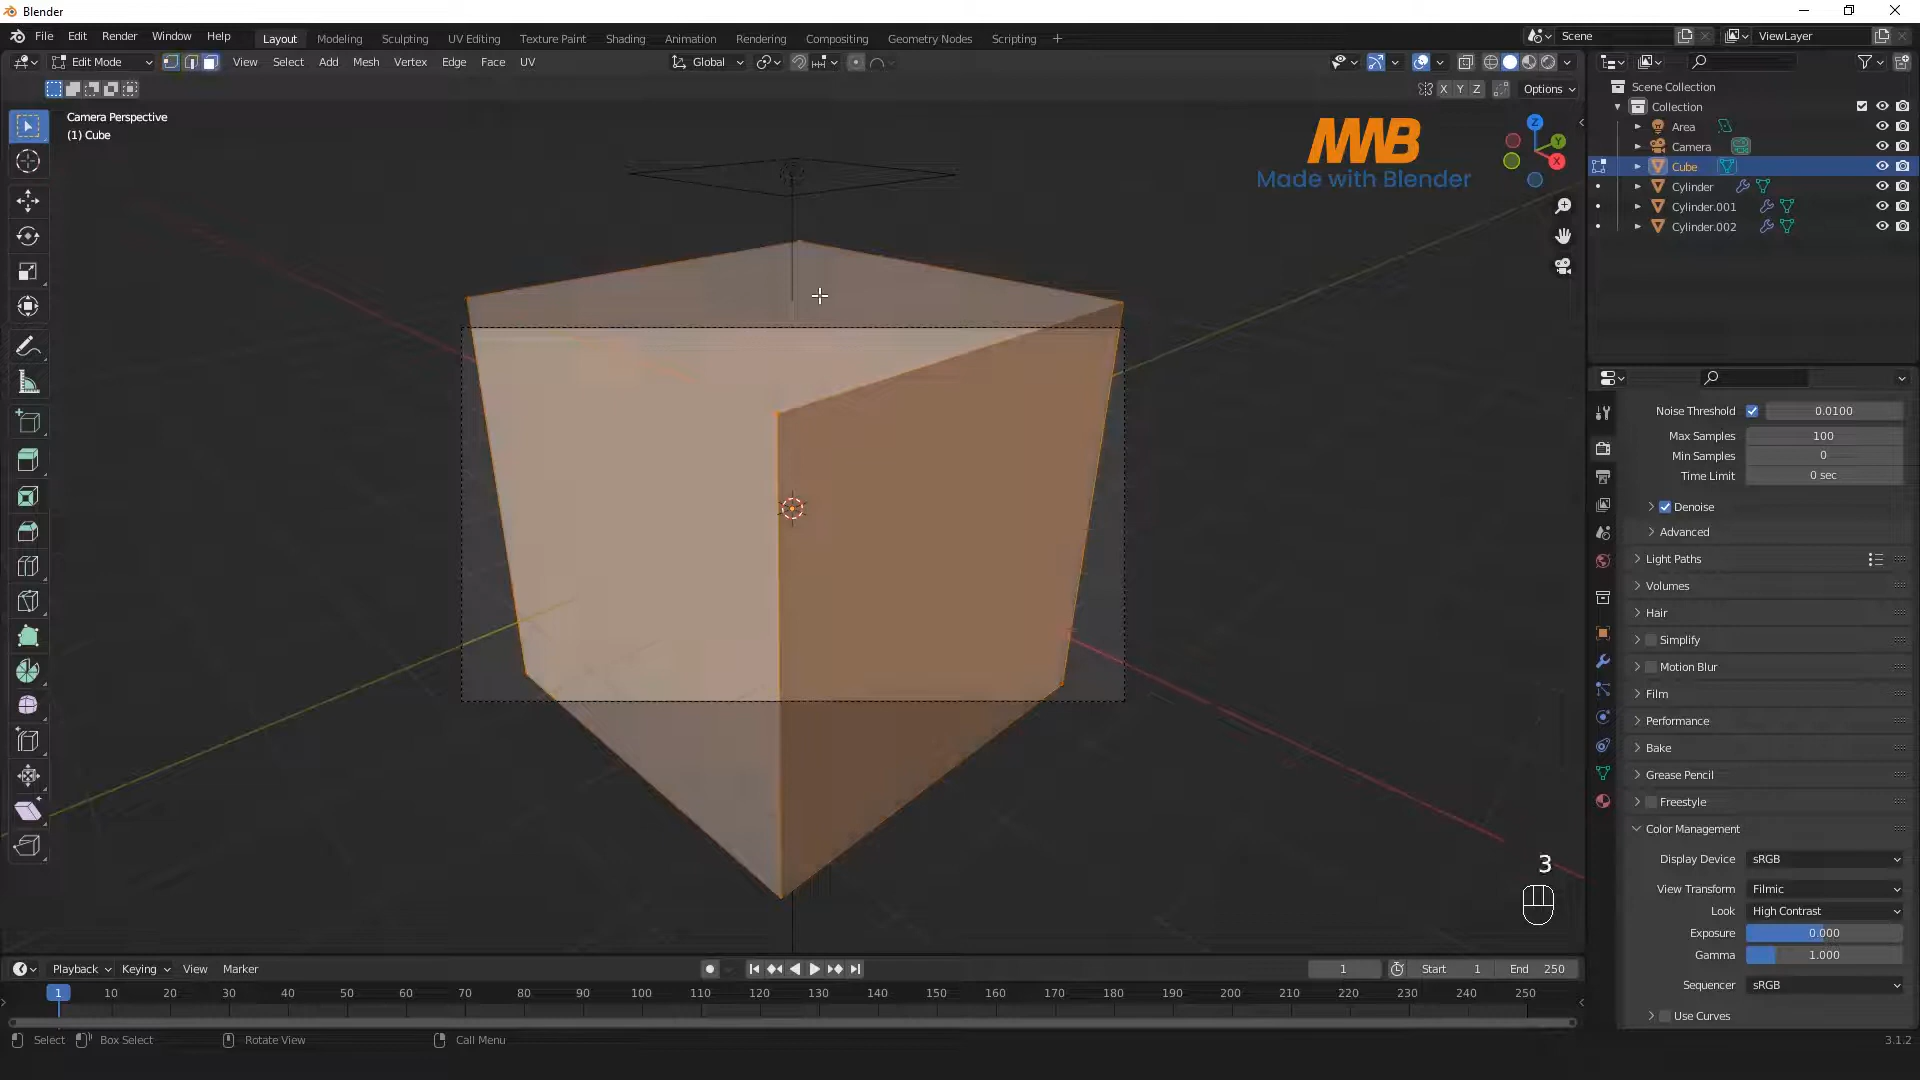 Blender
File Edit Render Window Help Layout Modeling Sculpting UV Editing Texture Paint Shading Animation Rendering Compositing Geometry Nodes Scripting + Scene ViewLayer
Edit Mode View Select Add Mesh Vertex Edge Face UV Global
X Y Z Options
Camera Perspective
(1) Cube
MWB
Made with Blender
Z
Y
X
Scene Collection
Collection
Area
Camera
Cube
Cylinder
Cylinder.001
Cylinder.002
Noise Threshold 0.0100
Max Samples 100
Min Samples 0
Time Limit 0 sec
Denoise
Advanced
Light Paths
Volumes
Hair
Simplify
Motion Blur
Film
Performance
Bake
Grease Pencil
Freestyle
Color Management
Display Device sRGB
View Transform Filmic
Look High Contrast
Exposure 0.000
Gamma 1.000
Sequencer sRGB
Use Curves
3
Playback Keying View Marker 1 Start 1 End 250
1 10 20 30 40 50 60 70 80 90 100 110 120 130 140 150 160 170 180 190 200 210 220 230 240 250
Select Box Select Rotate View Call Menu 3.1.2